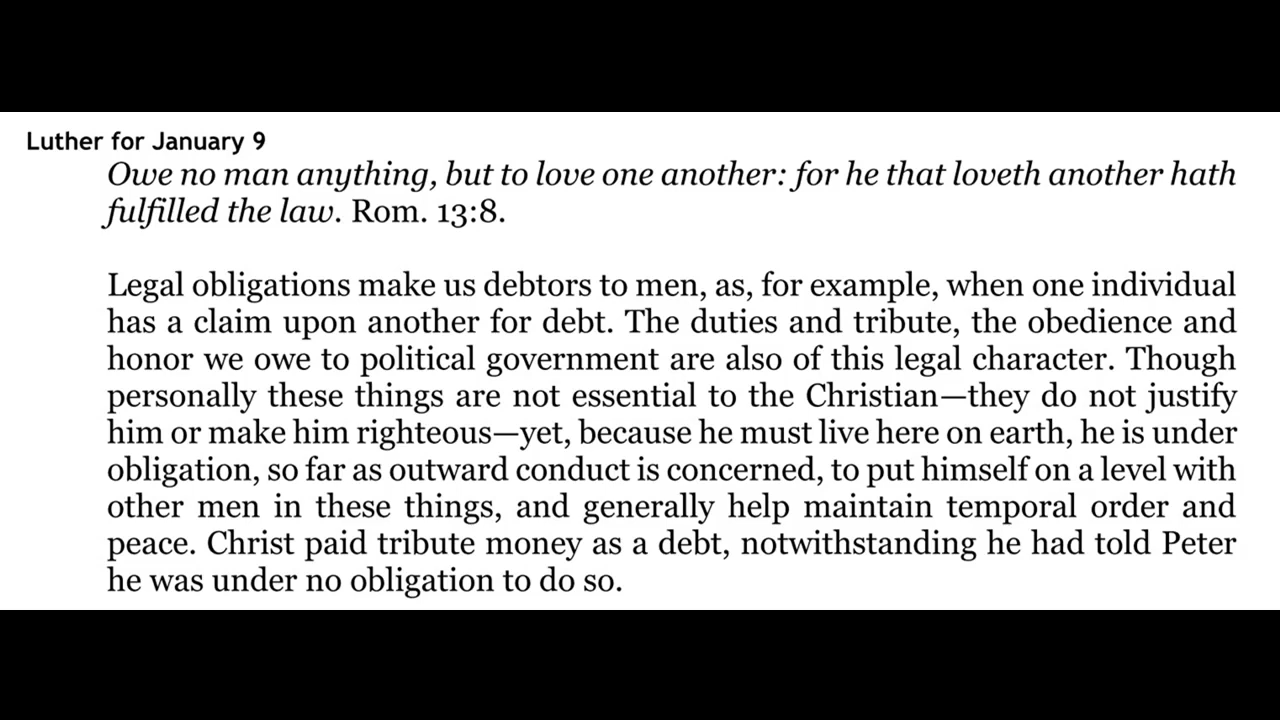 Luther for January 9
Owe no man anything, but to love one another: for he that loveth another hath
fulfilled the law. Rom. 13:8.
Legal obligations make us debtors to men, as, for example, when one individual
has a claim upon another for debt. The duties and tribute, the obedience and
honor we owe to political government are also of this legal character. Though
personally these things are not essential to the Christian—they do not justify
him or make him righteous—yet, because he must live here on earth, he is under
obligation, so far as outward conduct is concerned, to put himself on a level with
other men in these things, and generally help maintain temporal order and
peace. Christ paid tribute money as a debt, notwithstanding he had told Peter
he was under no obligation to do so.